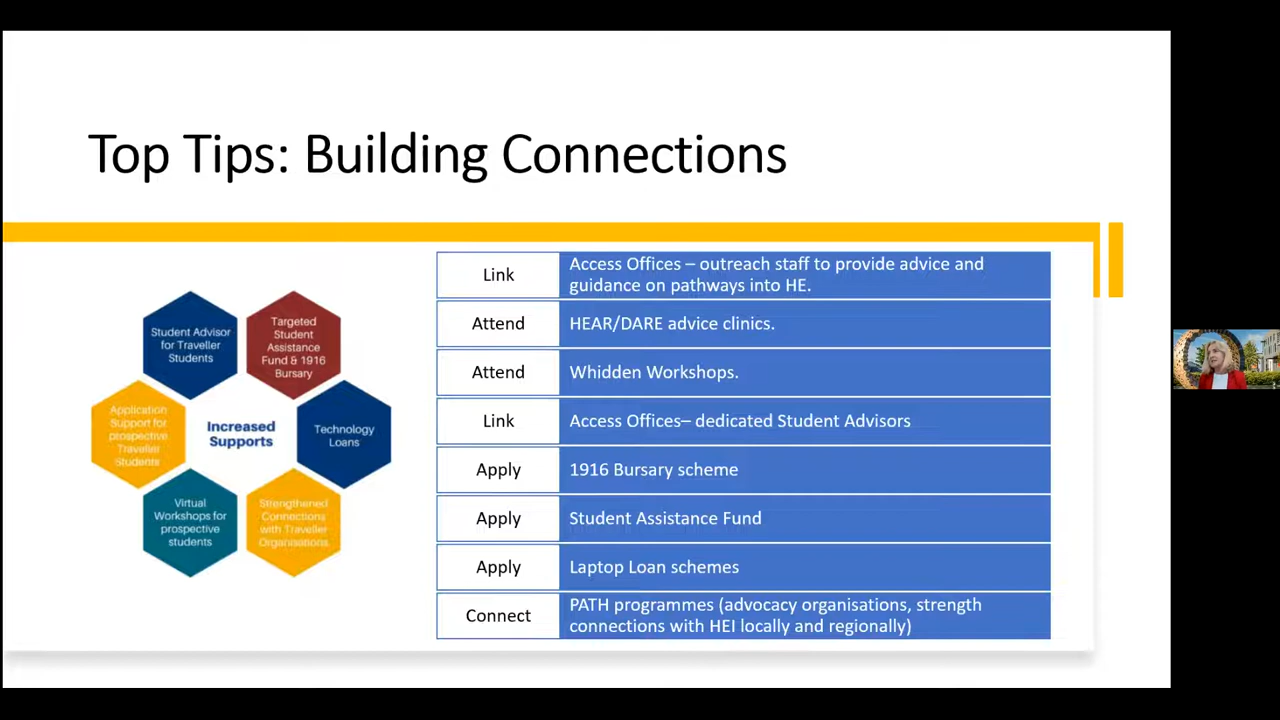 Top Tips: Building Connections
Student Advisor
for Traveller
Students
Targeted
Student
Assistance
Fund & 1916
Bursary
Application
Support for
prospective
Traveller
Students
Increased
Supports
Technology
Loans
Virtual
Workshops for
prospective
students
Strengthened
Connections
with Traveller
Organisations
Link
Access Offices – outreach staff to provide advice and
guidance on pathways into HE.
Attend
HEAR/DARE advice clinics.
Attend
Whidden Workshops.
Link
Access Offices– dedicated Student Advisors
Apply
1916 Bursary scheme
Apply
Student Assistance Fund
Apply
Laptop Loan schemes
Connect
PATH programmes (advocacy organisations, strength
connections with HEI locally and regionally)